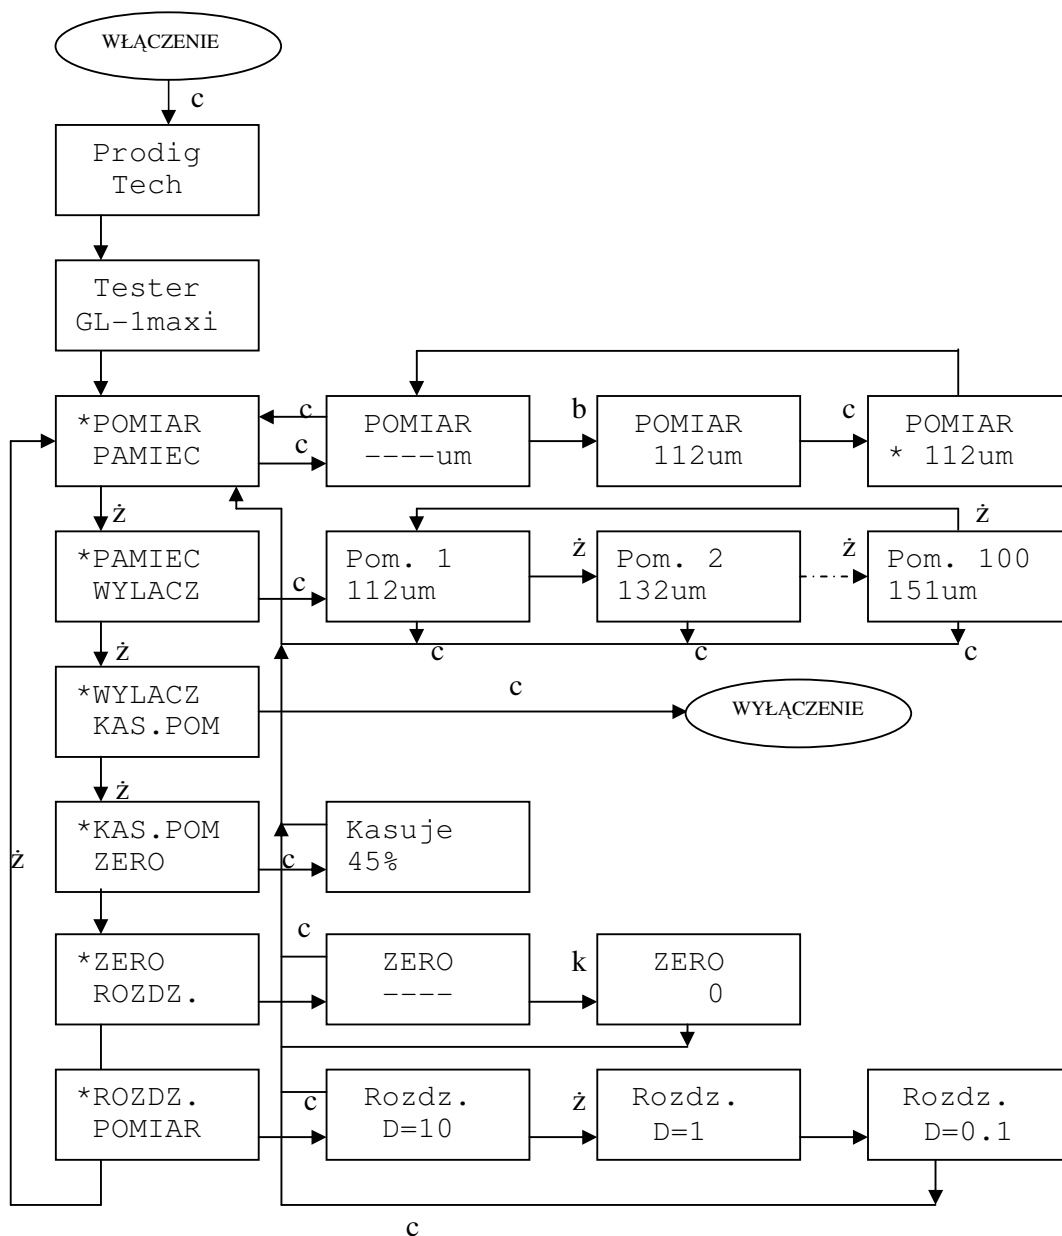 WŁĄCZENIE
c
Prodig
Tech
Tester
GL-1maxi
*POMIAR
PAMIEC
c
c
POMIAR
----um
b
POMIAR
112um
c
POMIAR
* 112um
ż
*PAMIEC
WYLACZ
c
Pom. 1
112um
ż
Pom. 2
132um
ż
ż
Pom. 100
151um
c
c
c
ż
*WYLACZ
KAS.POM
c
WYŁĄCZENIE
ż
*KAS.POM
ZERO
c
Kasuje
45%
ż
*ZERO
ROZDZ.
c
ZERO
----
k
ZERO
0
*ROZDZ.
POMIAR
c
Rozdz.
D=10
ż
Rozdz.
D=1
Rozdz.
D=0.1
c